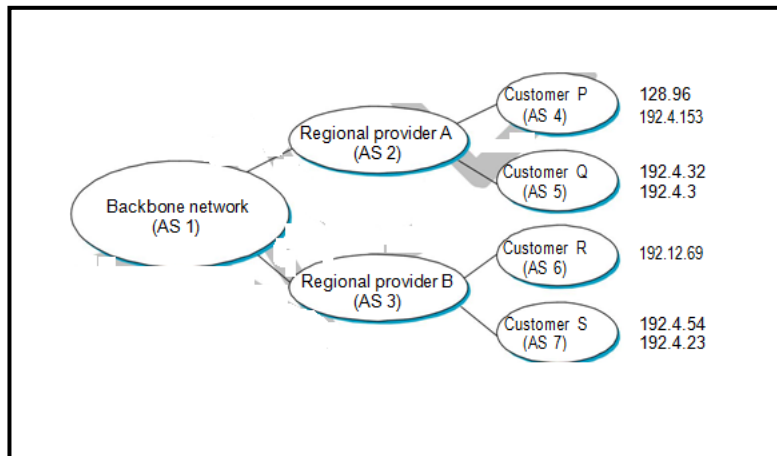 Customer P
(AS 4)
128.96
192.4.153
Regional provider A
(AS 2)
Customer Q
(AS 5)
192.4.32
192.4.3
Backbone network
(AS 1)
Customer R
(AS 6)
192.12.69
Regional provider B
(AS 3)
Customer S
(AS 7)
192.4.54
192.4.23